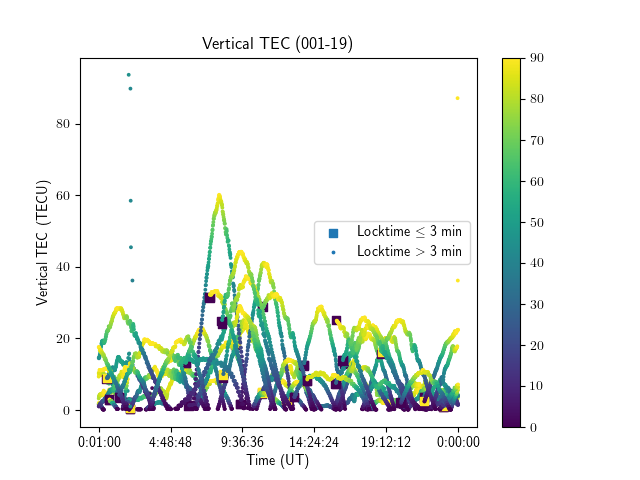 Vertical TEC (001-19)
Vertical TEC (TECU)
80
60
40
20
0
Locktime ≤ 3 min
Locktime > 3 min
0:01:00 4:48:48 9:36:36 14:24:24 19:12:12 0:00:00
Time (UT)
90
80
70
60
50
40
30
20
10
0